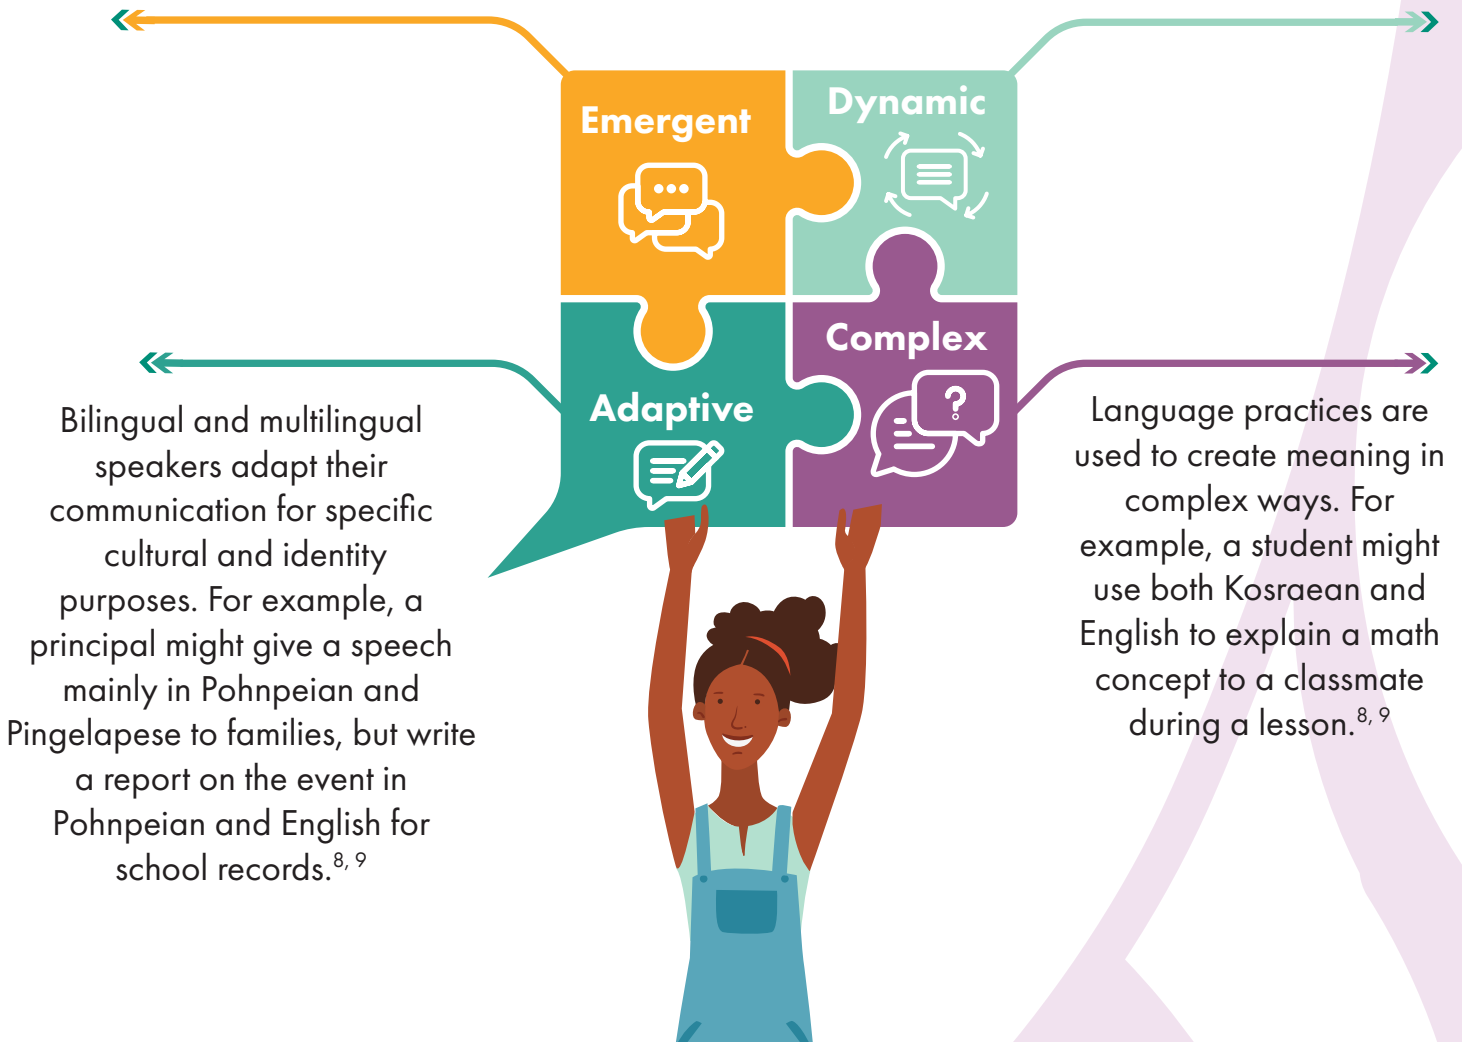 Emergent
Dynamic
Adaptive
Complex
Bilingual and multilingual
speakers adapt their
communication for specific
cultural and identity
purposes. For example, a
principal might give a speech
mainly in Pohnpeian and
Pingelapese to families, but write
a report on the event in
Pohnpeian and English for
school records.8, 9
Language practices are
used to create meaning in
complex ways. For
example, a student might
use both Kosraean and
English to explain a math
concept to a classmate
during a lesson.8, 9